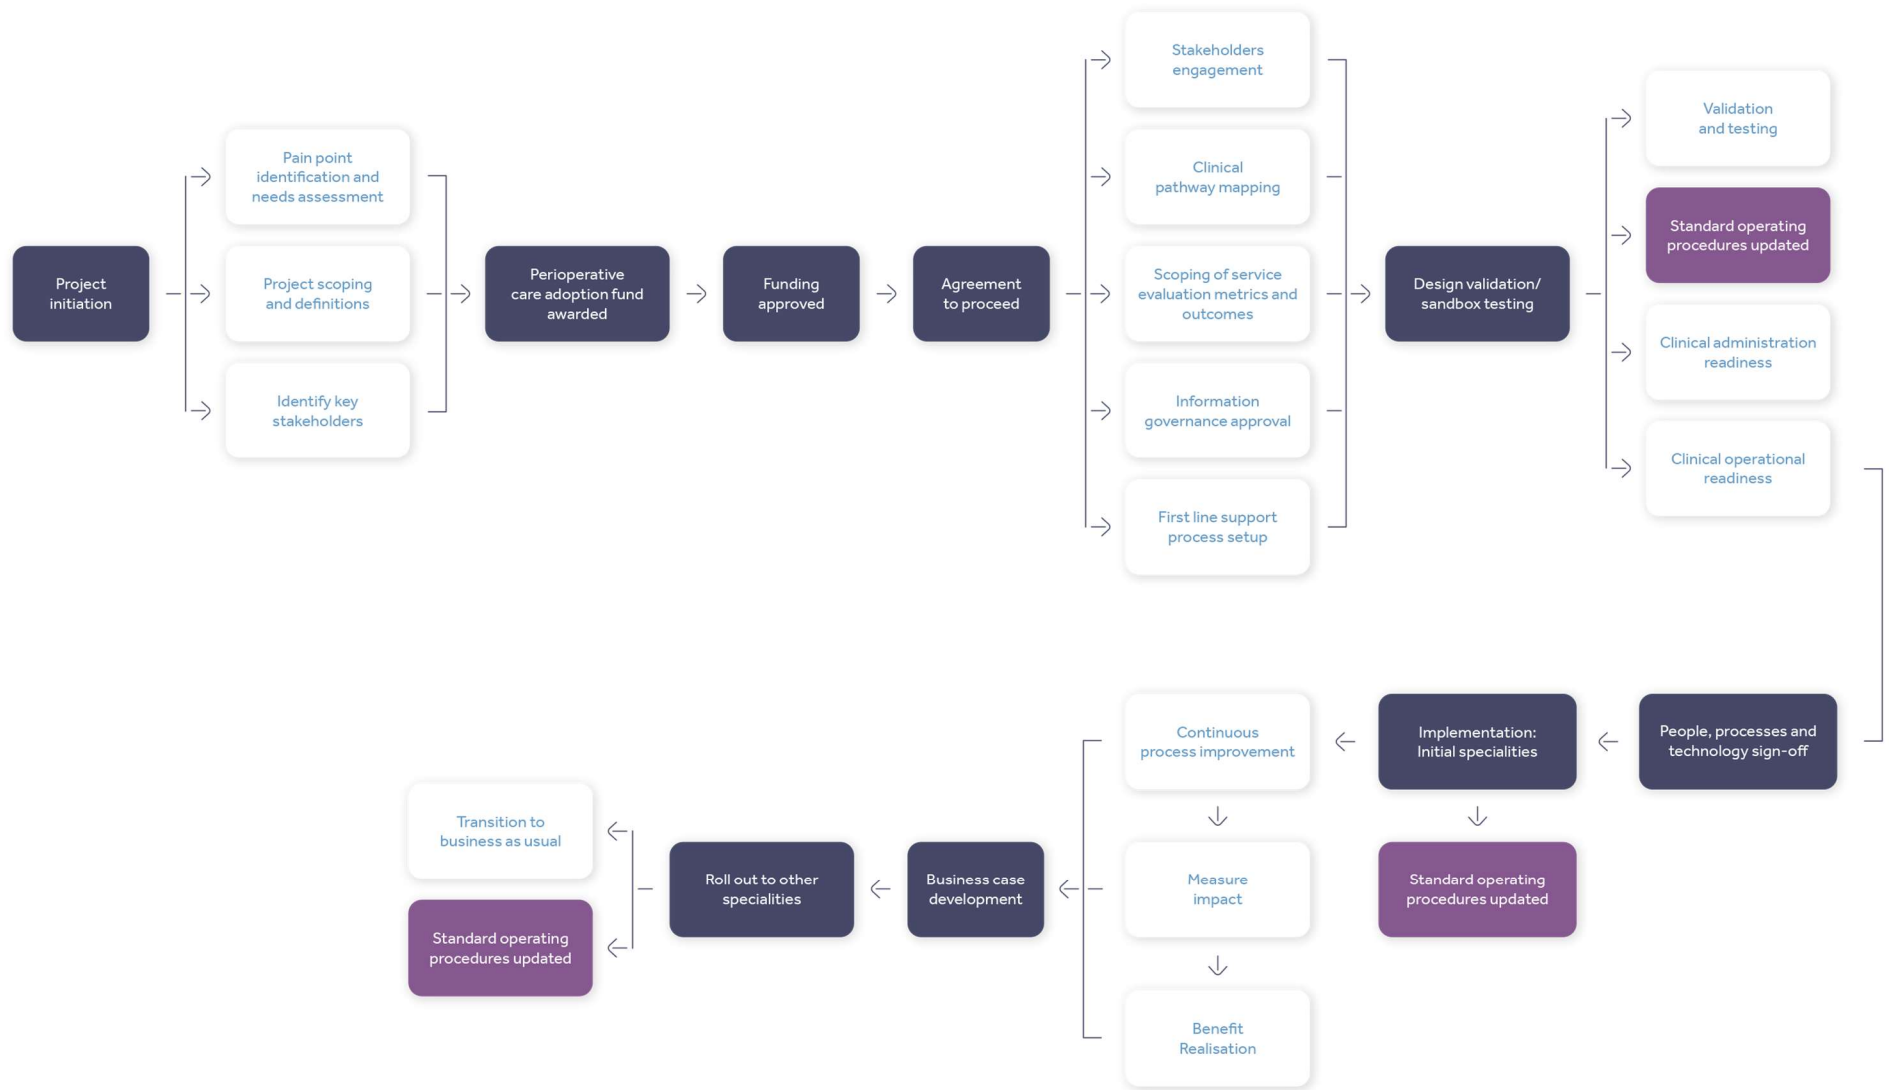 Project
initiation
Pain point
identification and
needs assessment
Project scoping
and definitions
Identify key
stakeholders
Perioperative
care adoption fund
awarded
Funding
approved
Agreement
to proceed
Stakeholders
engagement
Clinical
pathway mapping
Scoping of service
evaluation metrics and
outcomes
Information
governance approval
First line support
process setup
Design validation/
sandbox testing
Validation
and testing
Standard operating
procedures updated
Clinical administration
readiness
Clinical operational
readiness
People, processes and
technology sign-off
Implementation:
Initial specialities
Standard operating
procedures updated
Continuous
process improvement
Measure
impact
Benefit
Realisation
Business case
development
Roll out to other
specialities
Transition to
business as usual
Standard operating
procedures updated